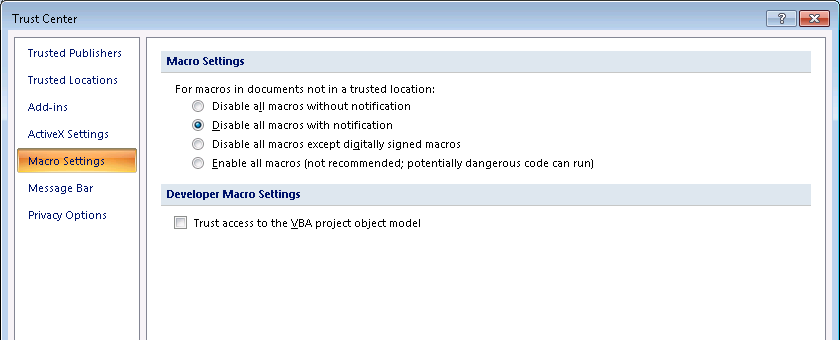 Trust Center
Trusted Publishers
Trusted Locations
Add-ins
ActiveX Settings
Macro Settings
Message Bar
Privacy Options
Macro Settings
For macros in documents not in a trusted location:
Disable all macros without notification
Disable all macros with notification
Disable all macros except digitally signed macros
Enable all macros (not recommended; potentially dangerous code can run)
Developer Macro Settings
Trust access to the VBA project object model